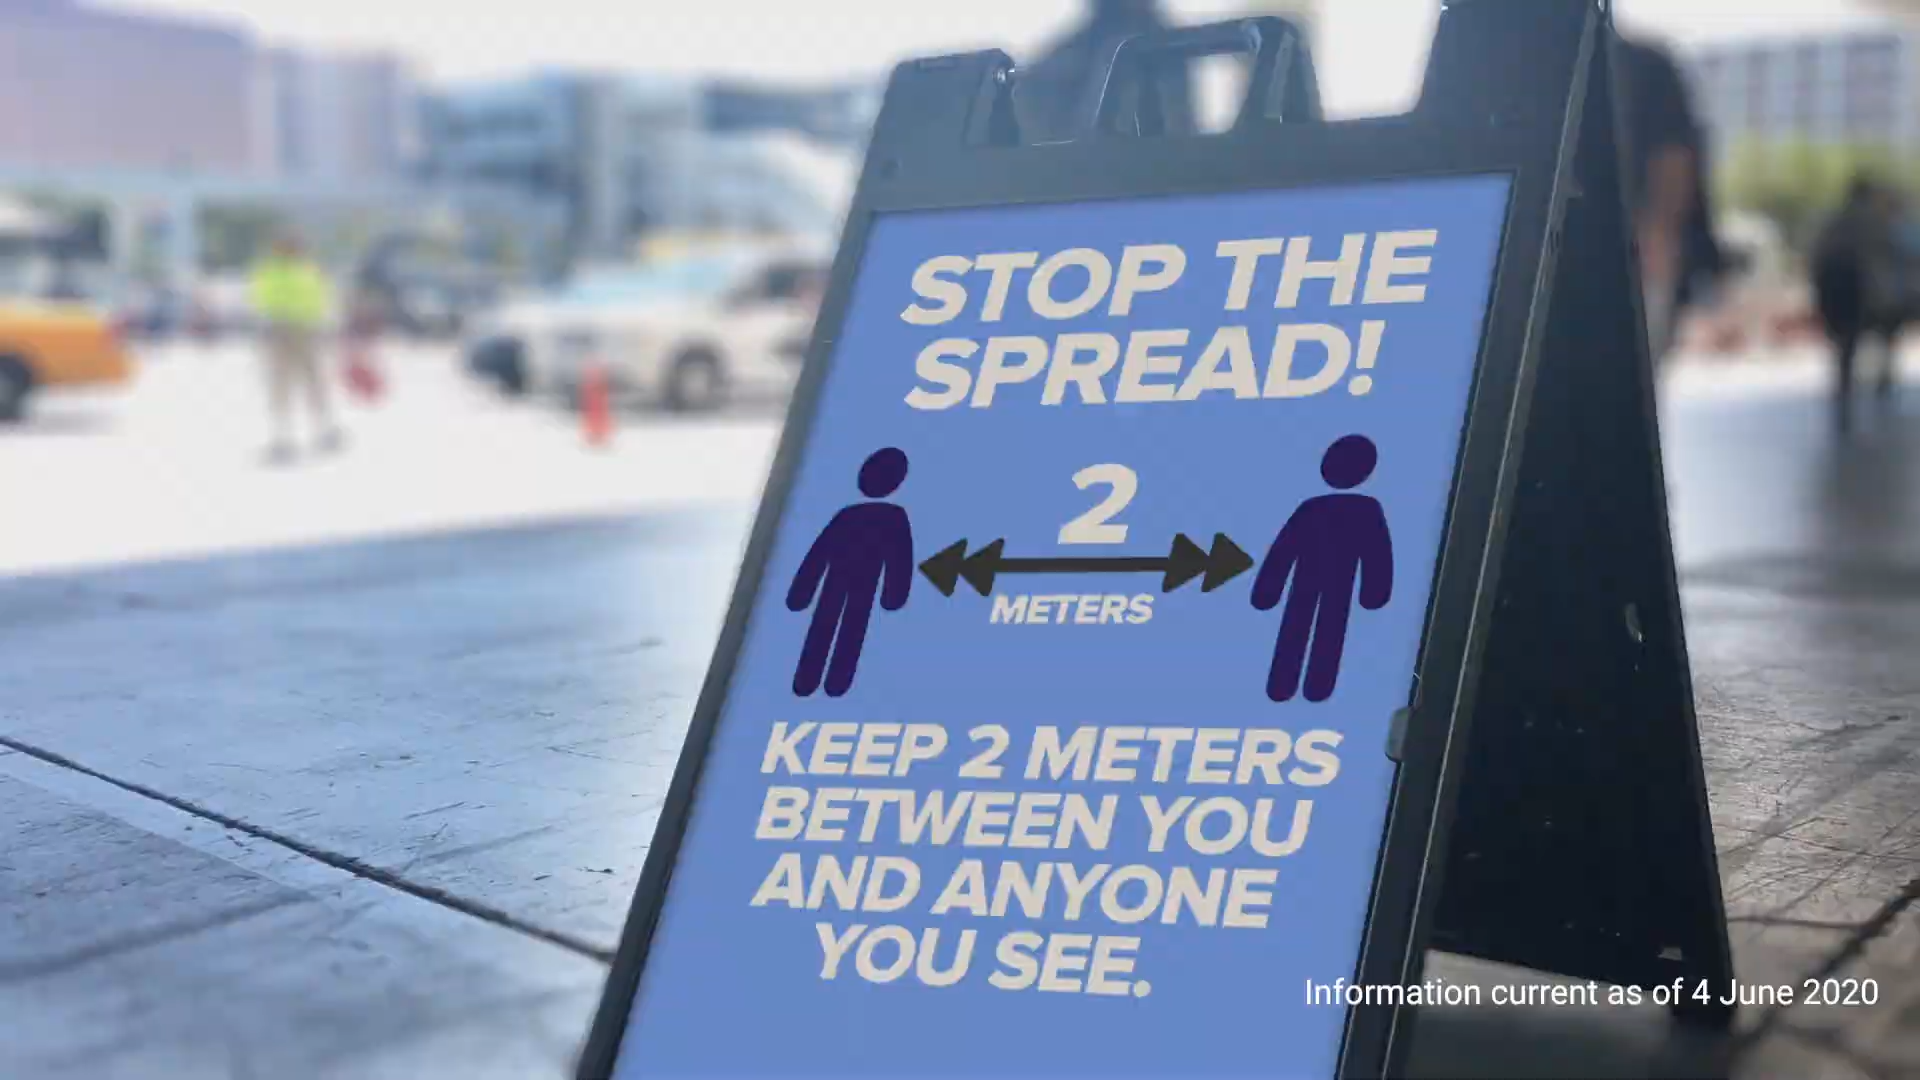 STOP THE
SPREAD!
2
METERS
KEEP 2 METERS
BETWEEN YOU
AND ANYONE
YOU SEE.
Information current as of 4 June 2020